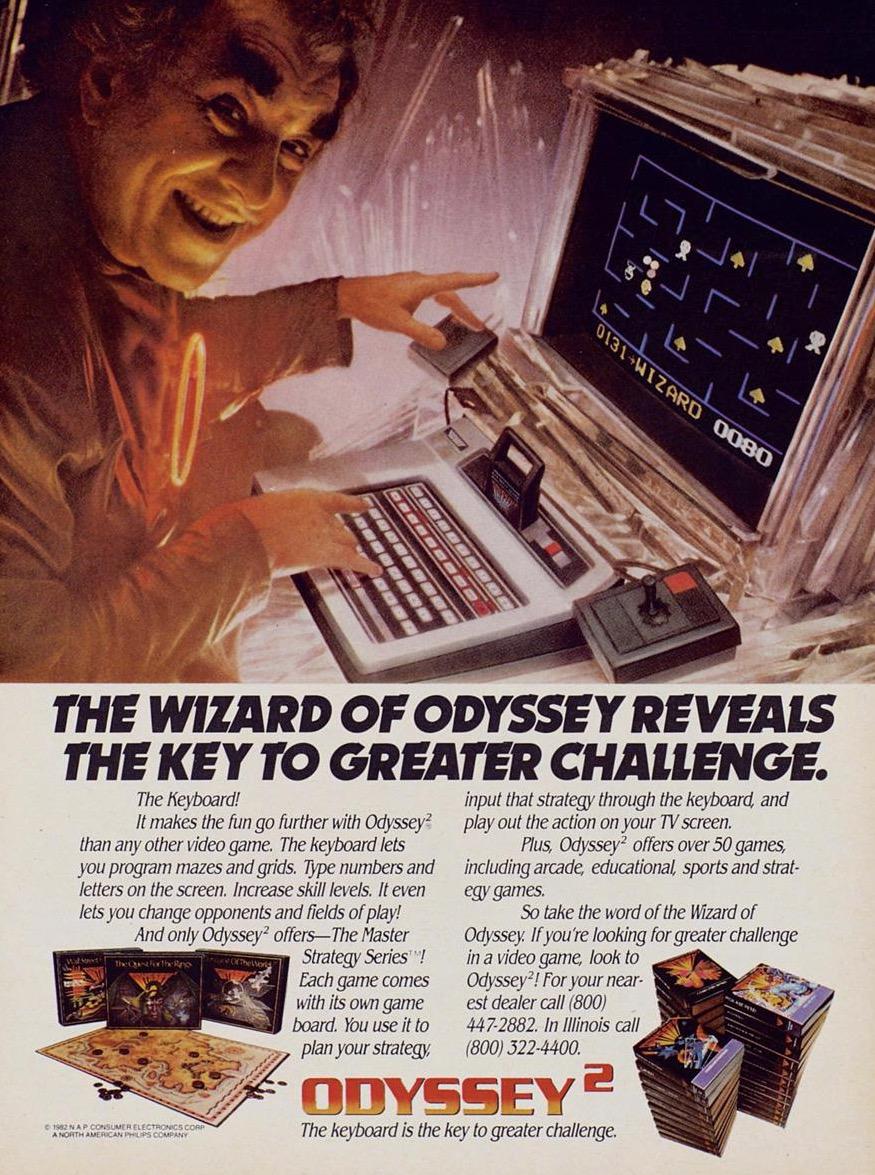 0131→WIZARD 0080
THE WIZARD OF ODYSSEY REVEALS
THE KEY TO GREATER CHALLENGE.
The Keyboard!
It makes the fun go further with Odyssey²
than any other video game. The keyboard lets
you program mazes and grids. Type numbers and
letters on the screen. Increase skill levels. It even
lets you change opponents and fields of play!
And only Odyssey² offers—The Master
Strategy Series™!
Each game comes
with its own game
board. You use it to
plan your strategy,
input that strategy through the keyboard, and
play out the action on your TV screen.
Plus, Odyssey² offers over 50 games,
including arcade, educational, sports and strat-
egy games.
So take the word of the Wizard of
Odyssey. If you're looking for greater challenge
in a video game, look to
Odyssey²! For your near-
est dealer call (800)
447-2882. In Illinois call
(800) 322-4400.
The Quest For The Rings
Of The World
ODYSSEY²
The keyboard is the key to greater challenge.
© 1982 N.A.P. CONSUMER ELECTRONICS CORP.
A NORTH AMERICAN PHILIPS COMPANY